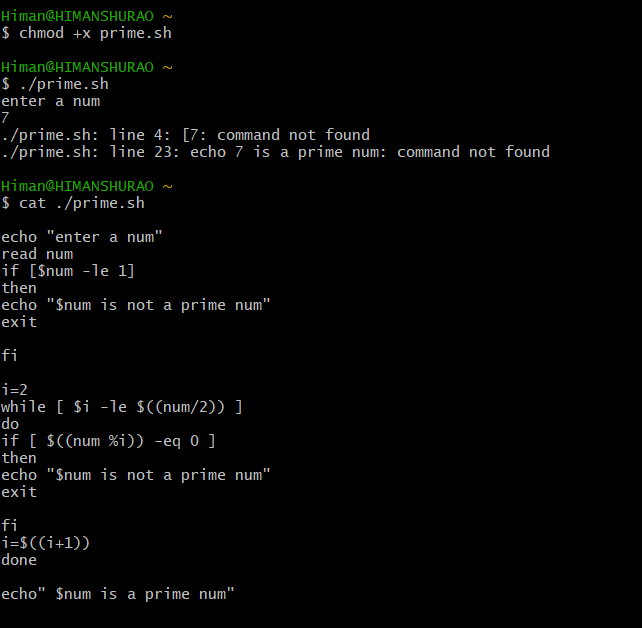 Himan@HIMANSHURAO ~
$ chmod +x prime.sh
Himan@HIMANSHURAO ~
$ ./prime.sh
enter a num
7
./prime.sh: line 4: [7: command not found
./prime.sh: line 23: echo 7 is a prime num: command not found
Himan@HIMANSHURAO ~
$ cat ./prime.sh
echo "enter a num"
read num
if [$num -le 1]
then
echo "$num is not a prime num"
exit
fi
i=2
while [ $i -le $((num/2)) ]
do
if [ $((num %i)) -eq 0 ]
then
echo "$num is not a prime num"
exit
fi
i=$((i+1))
done
echo" $num is a prime num"